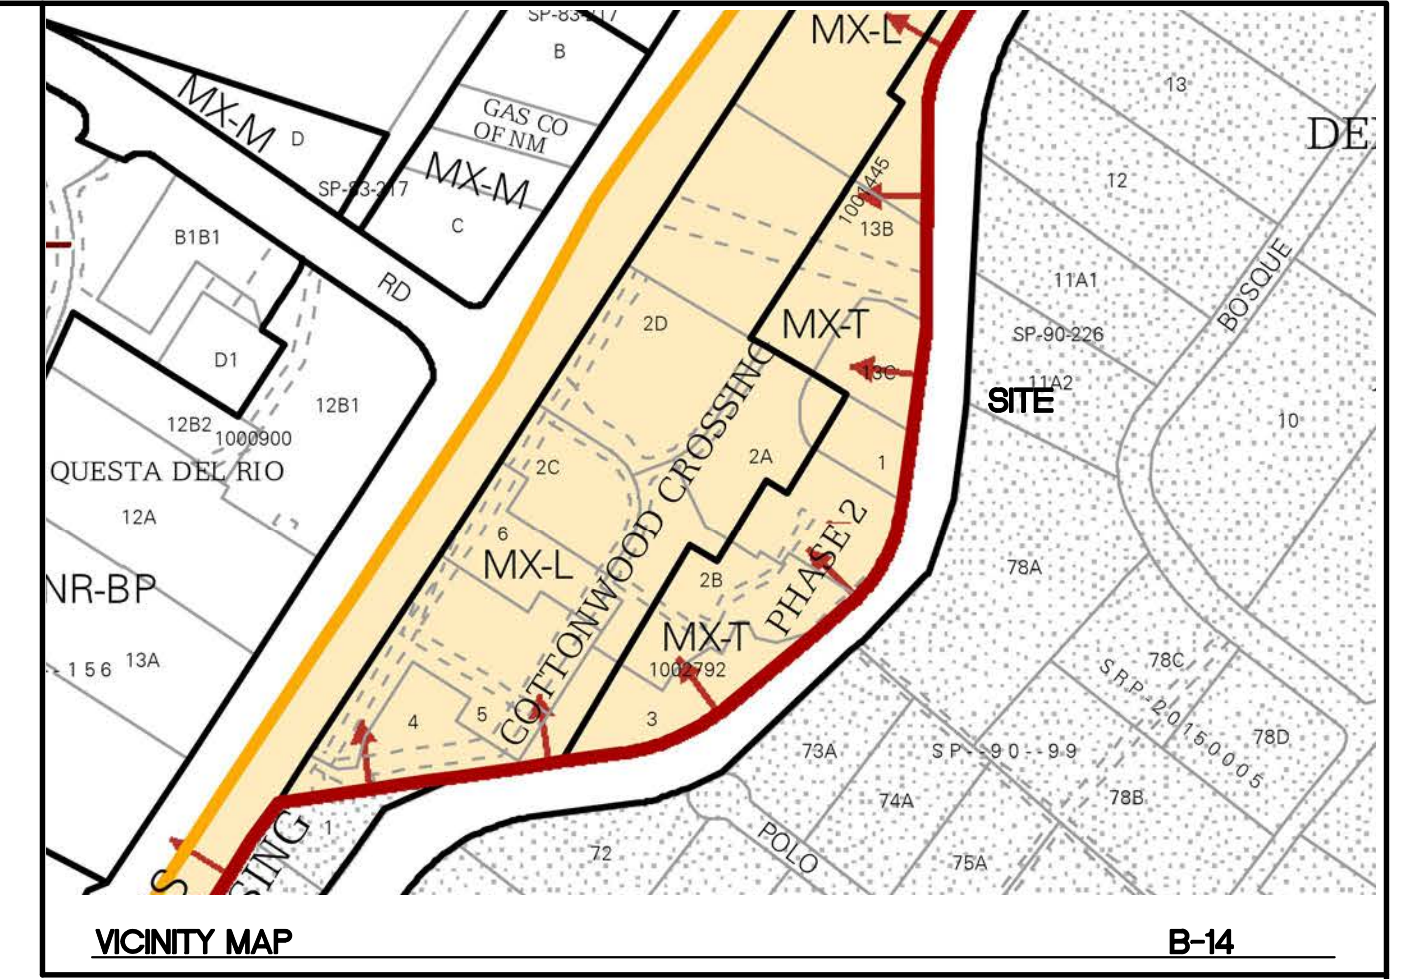 SP-83-217
B
MX-L
13
GAS CO
OF NM
MX-M
D
DE
MX-M
SP-83-217
C
1001445
13B
12
B1B1
RD
BOSQUE
11A1
2D
MX-T
SP-90-226
D1
13C
11A2
SITE
12B1
12B2
1000900
10
QUESTA DEL RIO
2C
2A
1
12A
6
COTTONWOOD CROSSING
PHASE 2
MX-L
78A
NR-BP
2B
MX-T
1002792
--156
13A
78C
SRP-20150005
4
5
3
73A
SP--90--99
78D
74A
78B
1
SING
S
72
POLO
75A
VICINITY MAP
B-14